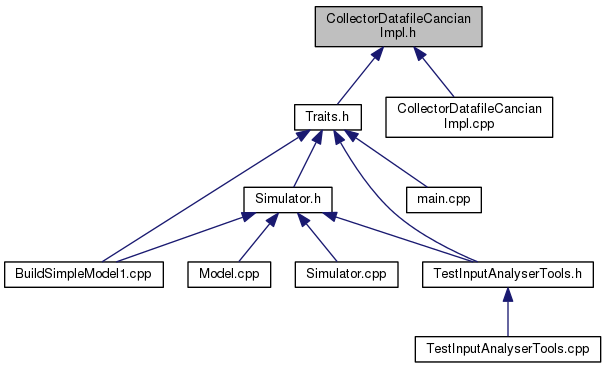 CollectorDatafileCancian
Impl.h
Traits.h
CollectorDatafileCancian
Impl.cpp
Simulator.h
main.cpp
BuildSimpleModel1.cpp
Model.cpp
Simulator.cpp
TestInputAnalyserTools.h
TestInputAnalyserTools.cpp